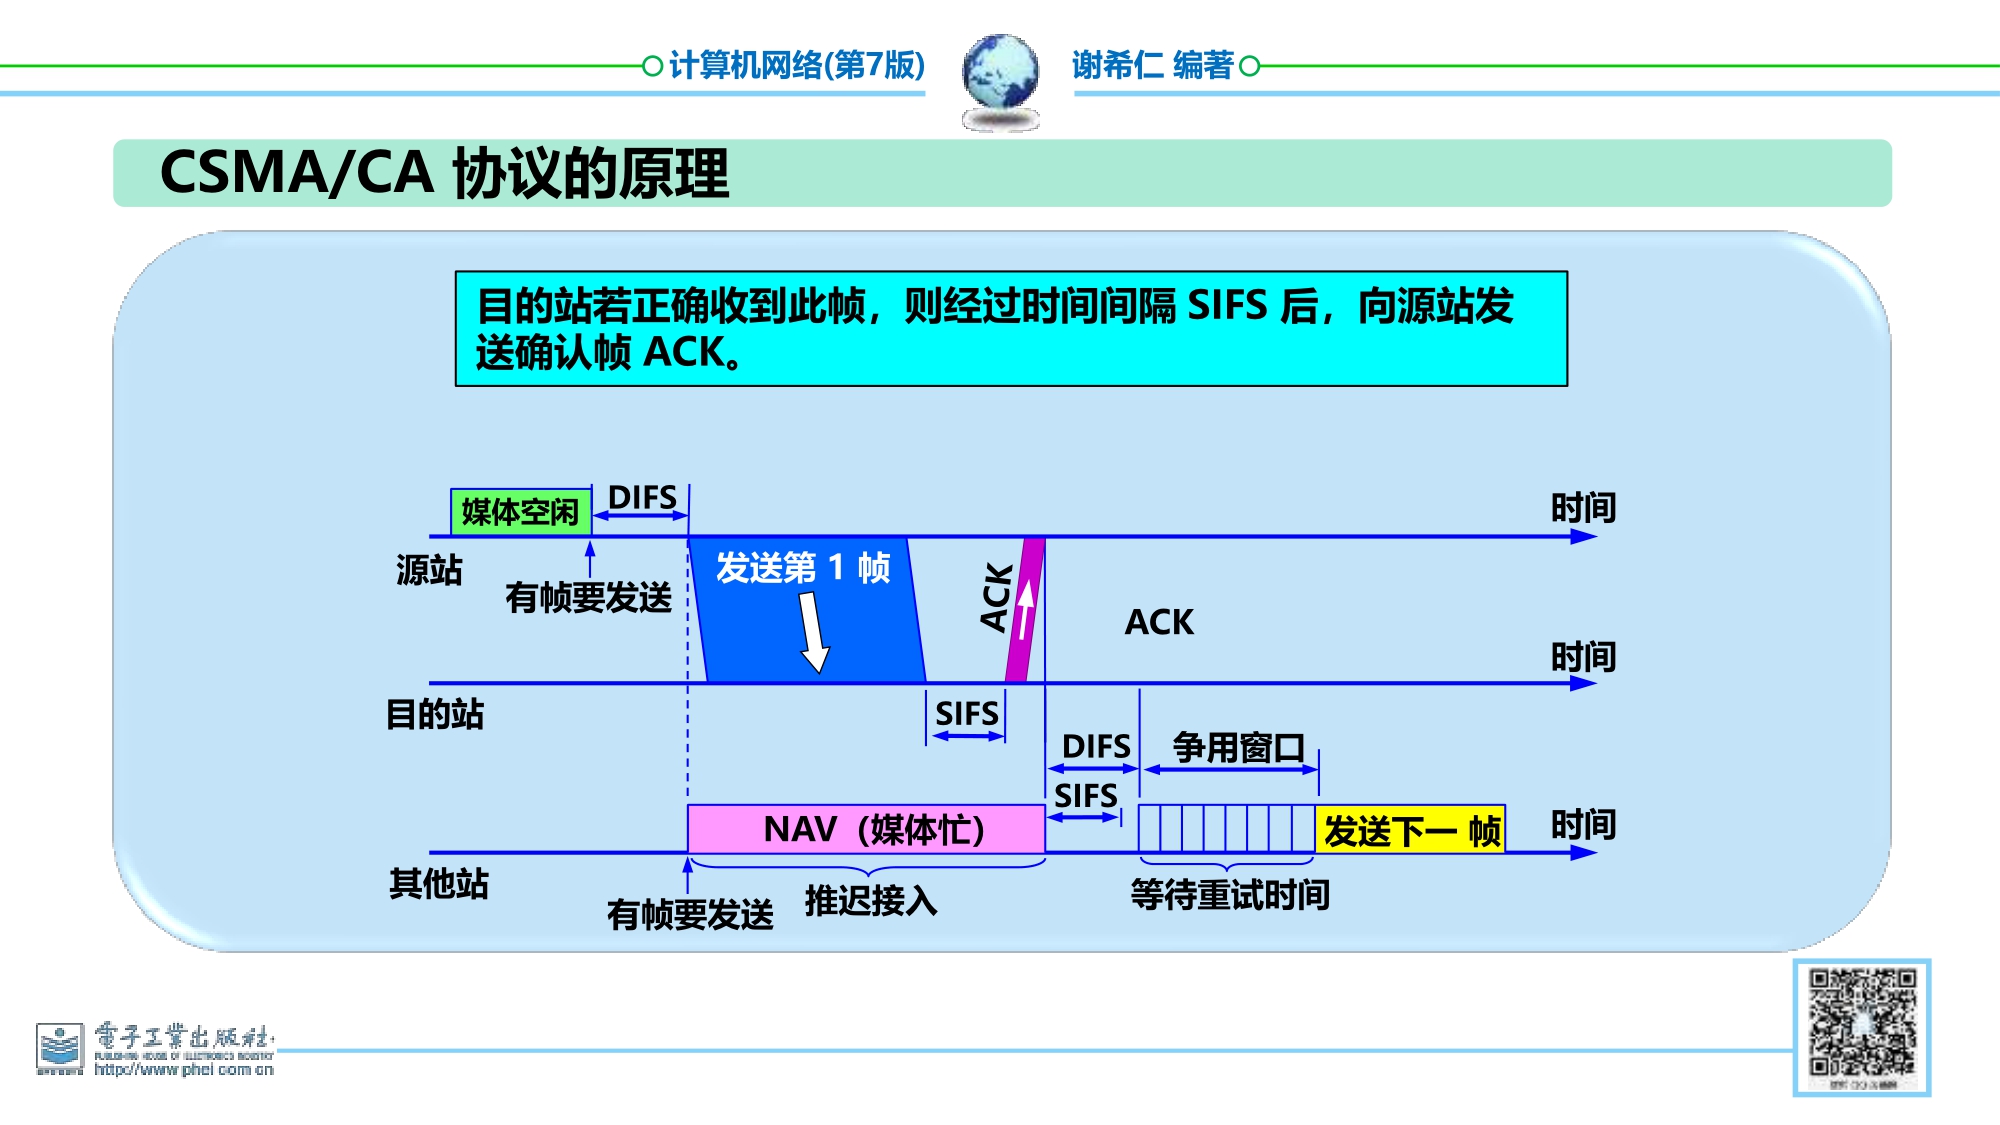 计算机网络(第7版)
谢希仁 编著
CSMA/CA 协议的原理
目的站若正确收到此帧，则经过时间间隔 SIFS 后，向源站发
送确认帧 ACK。
媒体空闲
DIFS
时间
源站
有帧要发送
发送第 1 帧
ACK
ACK
时间
目的站
SIFS
DIFS
争用窗口
SIFS
NAV（媒体忙）
发送下一 帧
时间
其他站
有帧要发送
推迟接入
等待重试时间
電子工業出版社
PUBLISHING HOUSE OF ELECTRONICS INDUSTRY
http://www.phei.com.cn